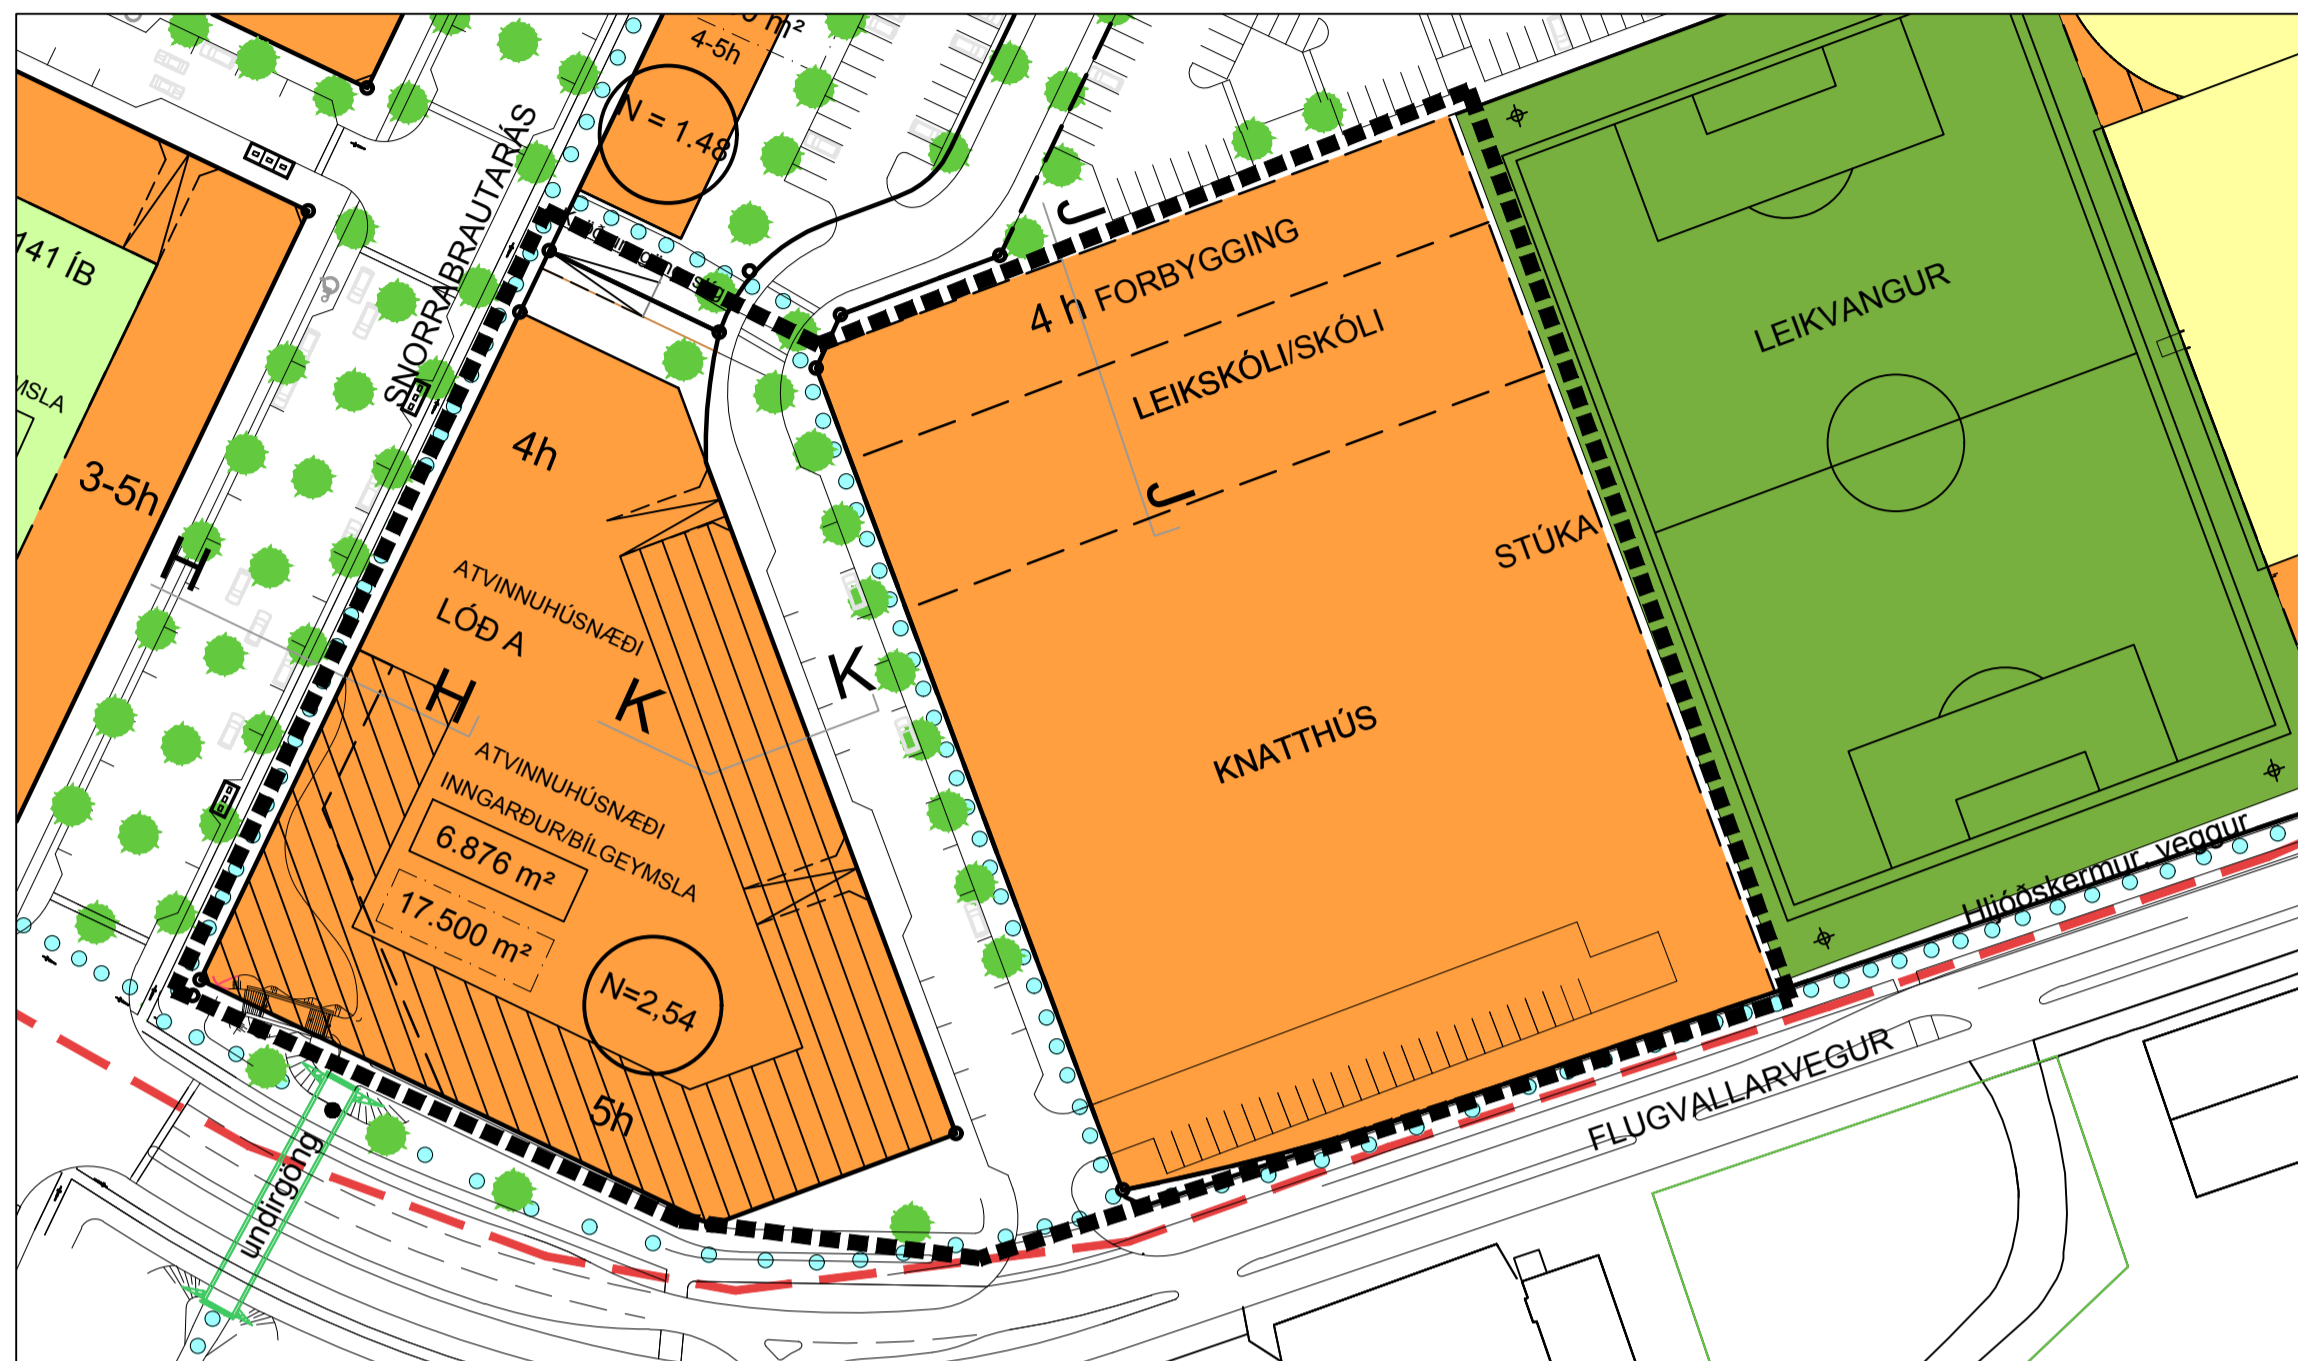 4-5h
N = 1.48
SNORRABRAUTARÁS
141 ÍB
3-5h
H
4h
ATVINNUHÚSNÆÐI
LÓÐ A
H
K
K
ATVINNUHÚSNÆÐI
INNGARÐUR/BÍLGEYMSLA
6.876 m²
17.500 m²
N=2,54
5h
undirgöng
J
4 h FORBYGGING
LEIKSKÓLI/SKÓLI
J
STÚKA
KNATTHÚS
LEIKVANGUR
Hljóðskermur, veggur
FLUGVALLARVEGUR